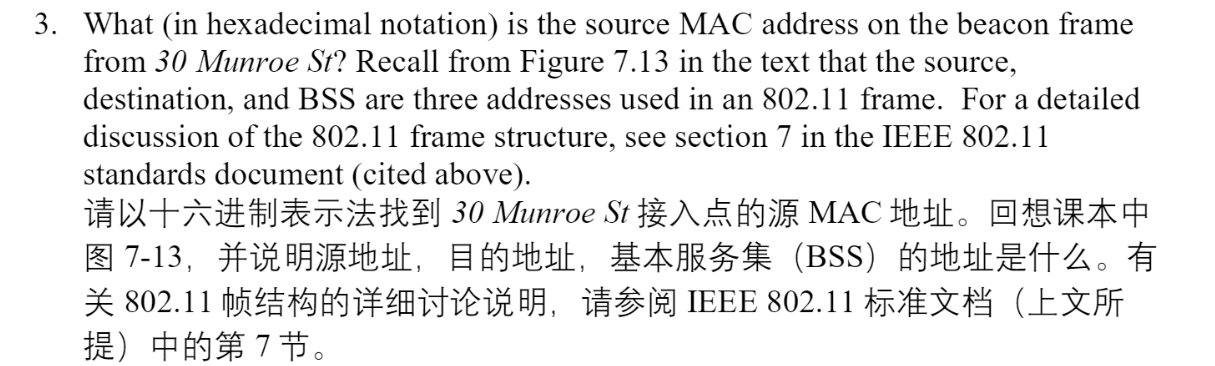 3. What (in hexadecimal notation) is the source MAC address on the beacon frame
from 30 Munroe St? Recall from Figure 7.13 in the text that the source,
destination, and BSS are three addresses used in an 802.11 frame.  For a detailed
discussion of the 802.11 frame structure, see section 7 in the IEEE 802.11
standards document (cited above).
请以十六进制表示法找到 30 Munroe St 接入点的源 MAC 地址。回想课本中
图 7-13，并说明源地址，目的地址，基本服务集（BSS）的地址是什么。有
关 802.11 帧结构的详细讨论说明，请参阅 IEEE 802.11 标准文档（上文所
提）中的第 7 节。